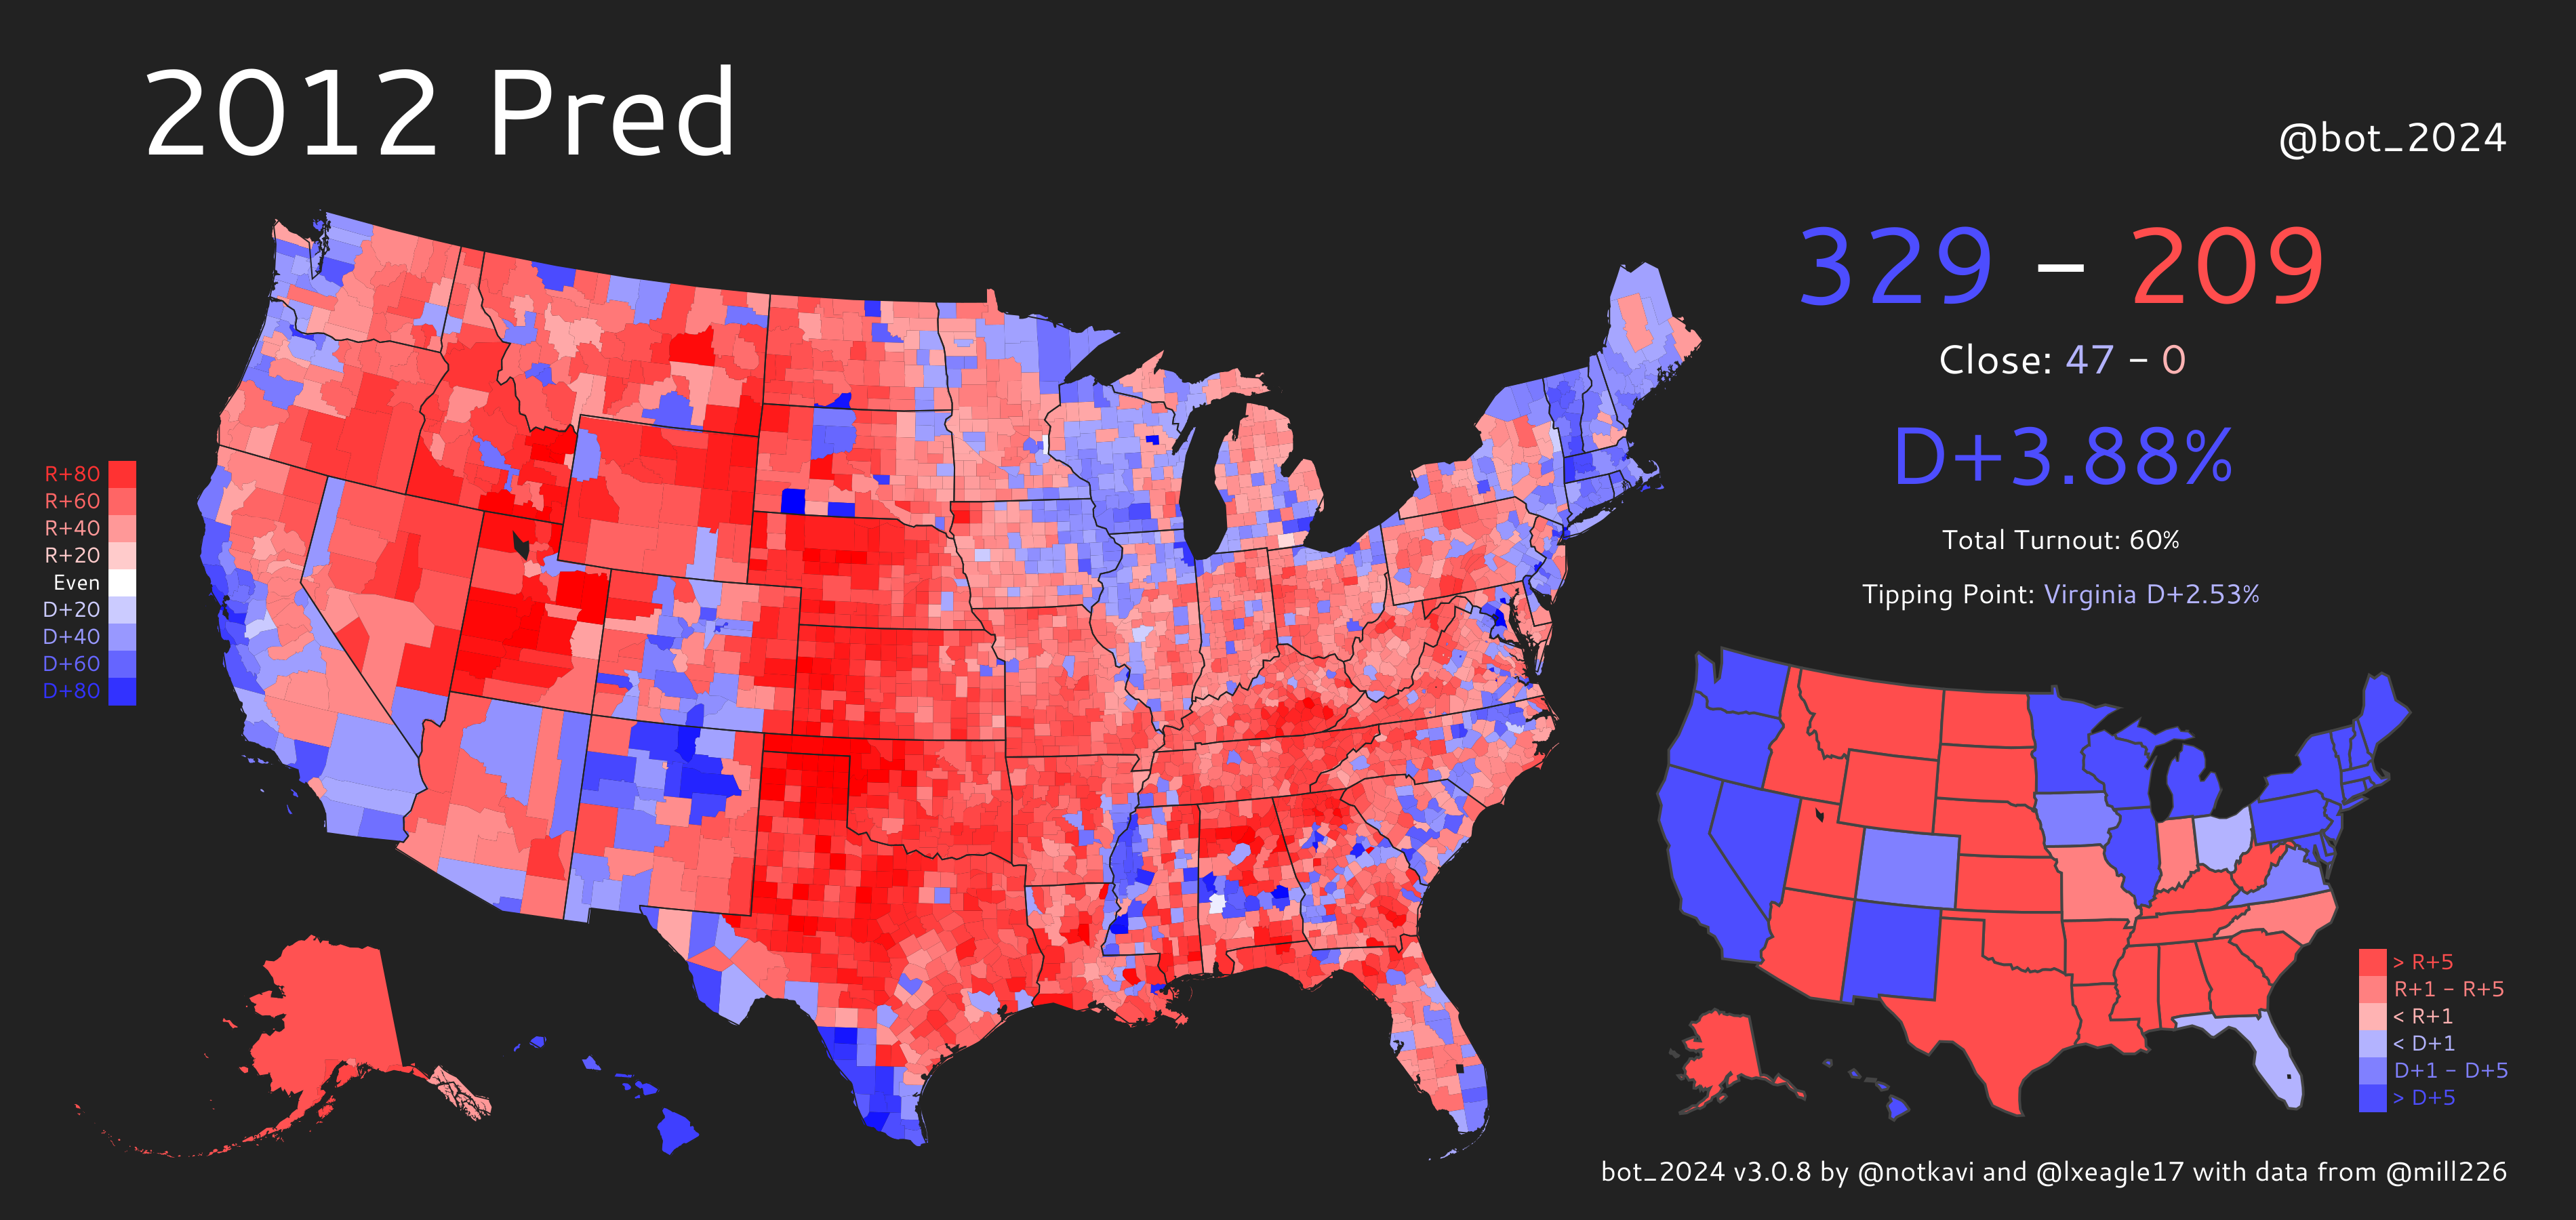 2012 Pred
@bot_2024
329 – 209
Close: 47 - 0
D+3.88%
Total Turnout: 60%
Tipping Point: Virginia D+2.53%
R+80
R+60
R+40
R+20
Even
D+20
D+40
D+60
D+80
> R+5
R+1 - R+5
< R+1
< D+1
D+1 - D+5
> D+5
bot_2024 v3.0.8 by @notkavi and @lxeagle17 with data from @mill226